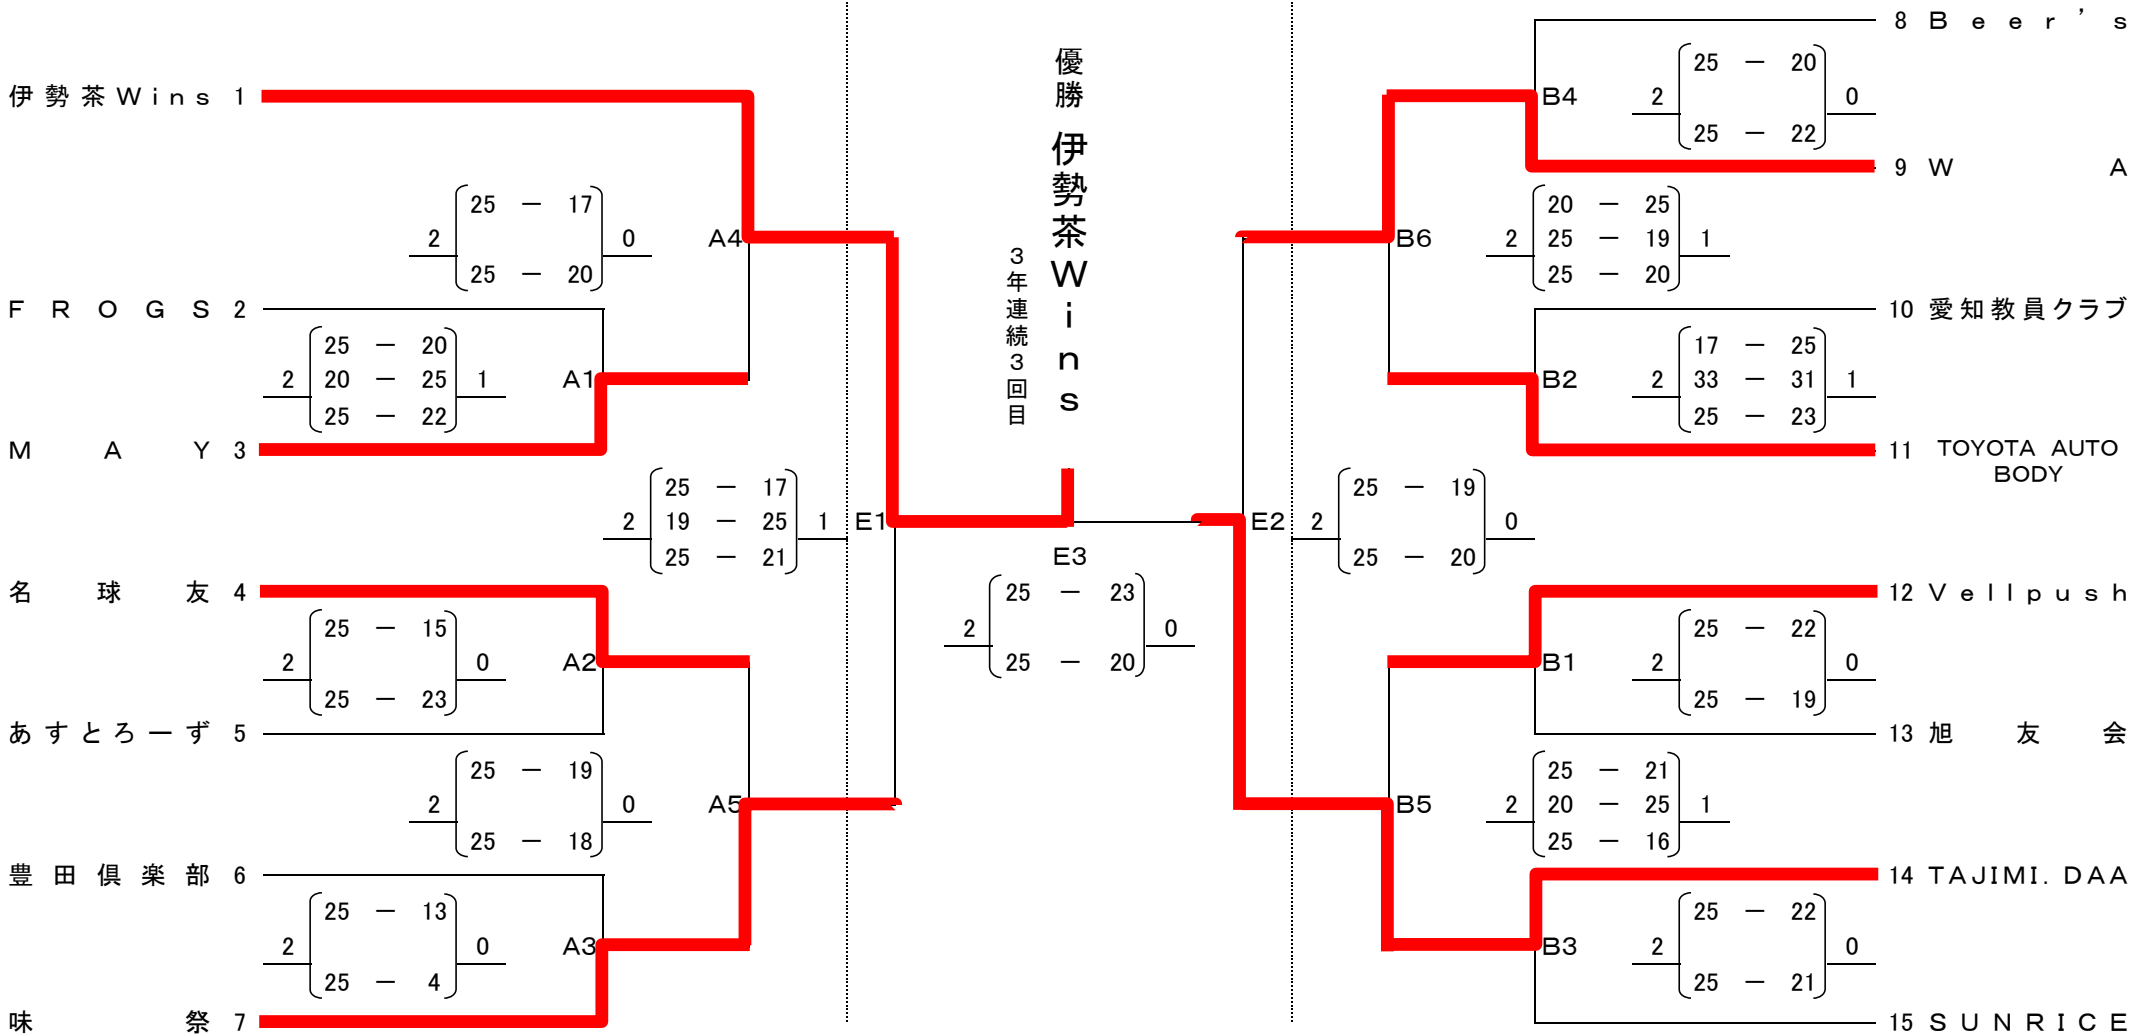 優勝 伊勢茶Wins
3年連続3回目
伊勢茶Wins 1
25 － 17
2 0 A4
25 － 20
FROGS 2
25 － 20
2 20 － 25 1 A1
25 － 22
MAY 3
25 － 17
2 19 － 25 1 E1
25 － 21
名球友 4
25 － 15
2 0 A2
25 － 23
あすとろーず 5
25 － 19
2 0 A5
25 － 18
豊田倶楽部 6
25 － 13
2 0 A3
25 － 4
味祭 7
E3
25 － 23
2 0
25 － 20
8 Beer’s
25 － 20
B4 2 0
25 － 22
9 WA
20 － 25
B6 2 25 － 19 1
25 － 20
10 愛知教員クラブ
17 － 25
B2 2 33 － 31 1
25 － 23
11 TOYOTA AUTO
BODY
25 － 19
E2 2 0
25 － 20
12 Vellpush
25 － 22
B1 2 0
25 － 19
13 旭友会
25 － 21
B5 2 20 － 25 1
25 － 16
14 TAJIMI. DAA
25 － 22
B3 2 0
25 － 21
15 SUNRICE